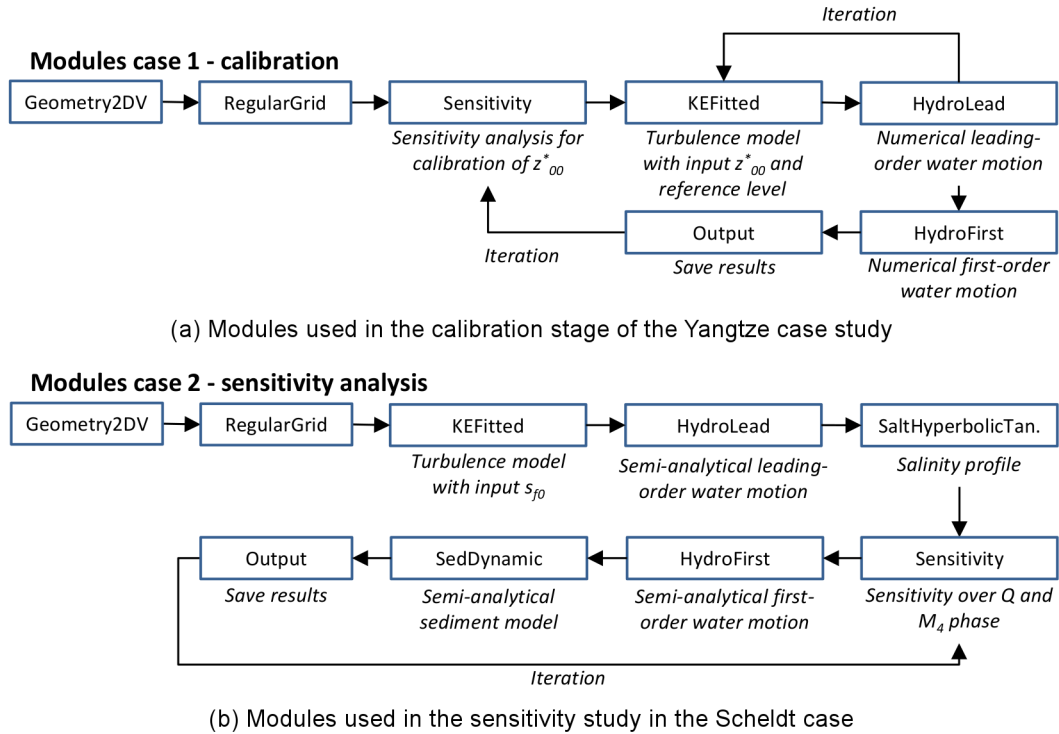 Iteration
Modules case 1 - calibration
Geometry2DV
RegularGrid
Sensitivity
KEFitted
HydroLead
Sensitivity analysis for
calibration of z*00
Turbulence model
with input z*00 and
reference level
Numerical leading-
order water motion
Output
HydroFirst
Iteration
Save results
Numerical first-order
water motion
(a) Modules used in the calibration stage of the Yangtze case study
Modules case 2 - sensitivity analysis
Geometry2DV
RegularGrid
KEFitted
HydroLead
SaltHyperbolicTan.
Turbulence model
with input sf0
Semi-analytical leading-
order water motion
Salinity profile
Output
SedDynamic
HydroFirst
Sensitivity
Save results
Semi-analytical
sediment model
Semi-analytical first-
order water motion
Sensitivity over Q and
M4 phase
Iteration
(b) Modules used in the sensitivity study in the Scheldt case